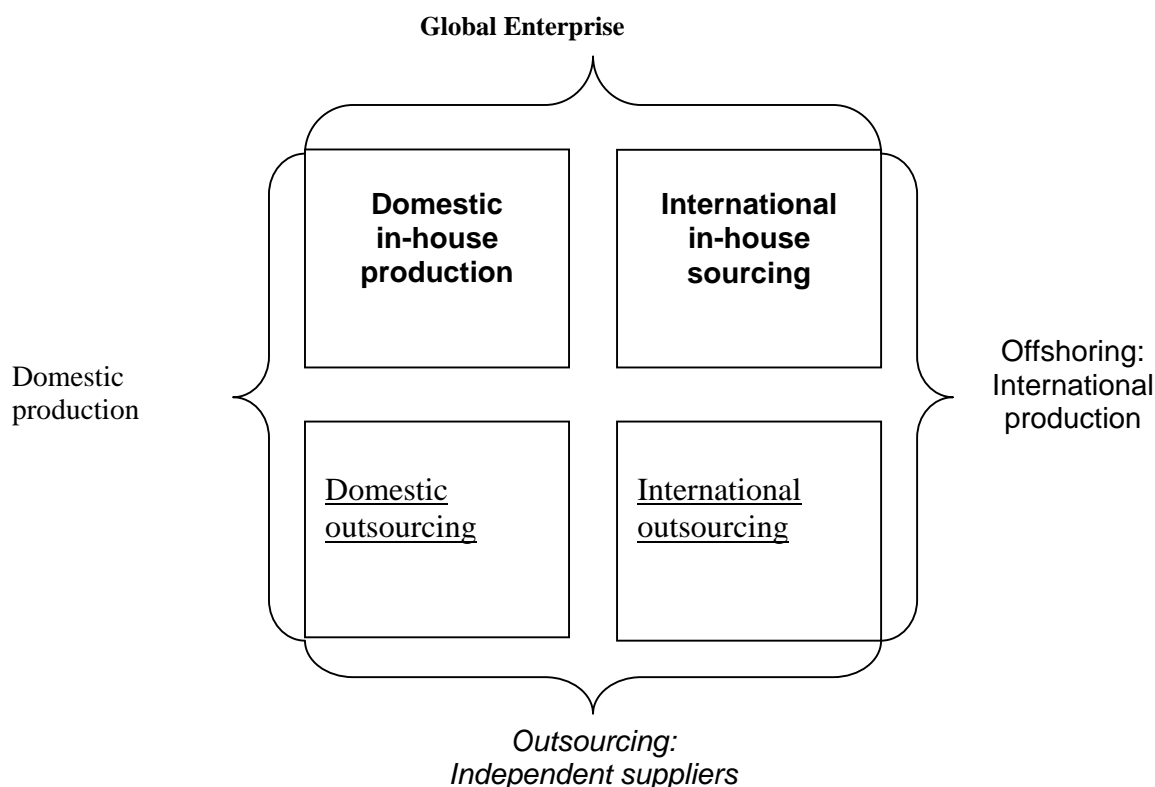 Global Enterprise
Domestic
in-house
production
International
in-house
sourcing
Domestic
production
Offshoring:
International
production
Domestic
outsourcing
International
outsourcing
Outsourcing:
Independent suppliers